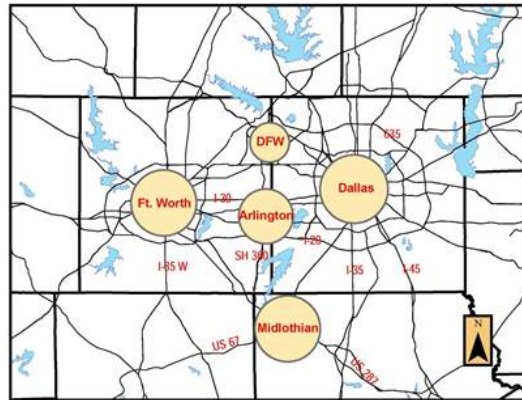 635
DFW
Dallas
Ft. Worth
I-30
Arlington
I-20
SH 360
I-35 W
I-35
I-45
Midlothian
US 67
US 287
N